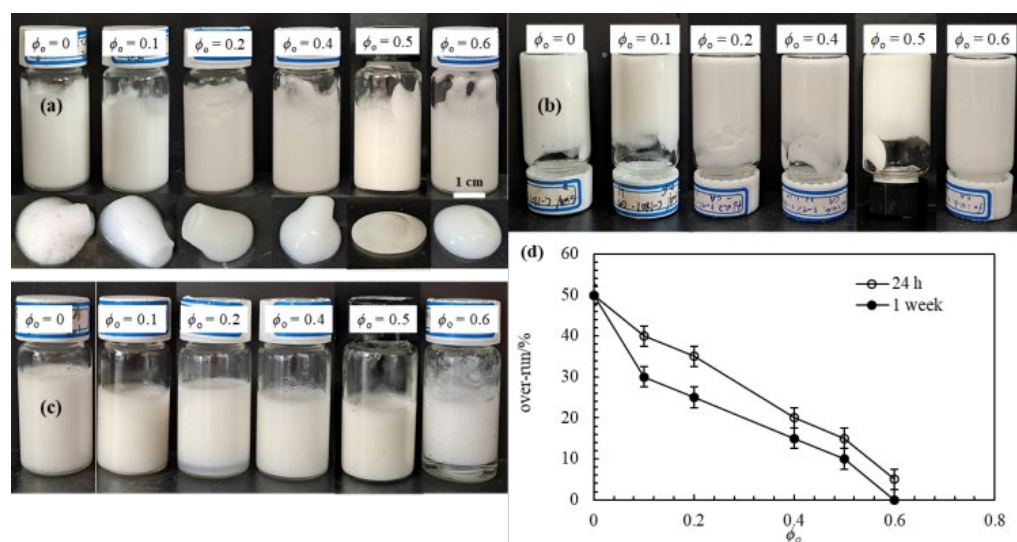 ϕₒ = 0 ϕₒ = 0.1 ϕₒ = 0.2 ϕₒ = 0.4 ϕₒ = 0.5 ϕₒ = 0.6
(a)
1 cm
ϕₒ = 0 ϕₒ = 0.1 ϕₒ = 0.2 ϕₒ = 0.4 ϕₒ = 0.5 ϕₒ = 0.6
(b)
ϕₒ = 0 ϕₒ = 0.1 ϕₒ = 0.2 ϕₒ = 0.4 ϕₒ = 0.5 ϕₒ = 0.6
(c)
(d)
60
50
40
30
20
10
0
over-run/%
24 h
1 week
0 0.2 0.4 0.6 0.8
ϕₒ